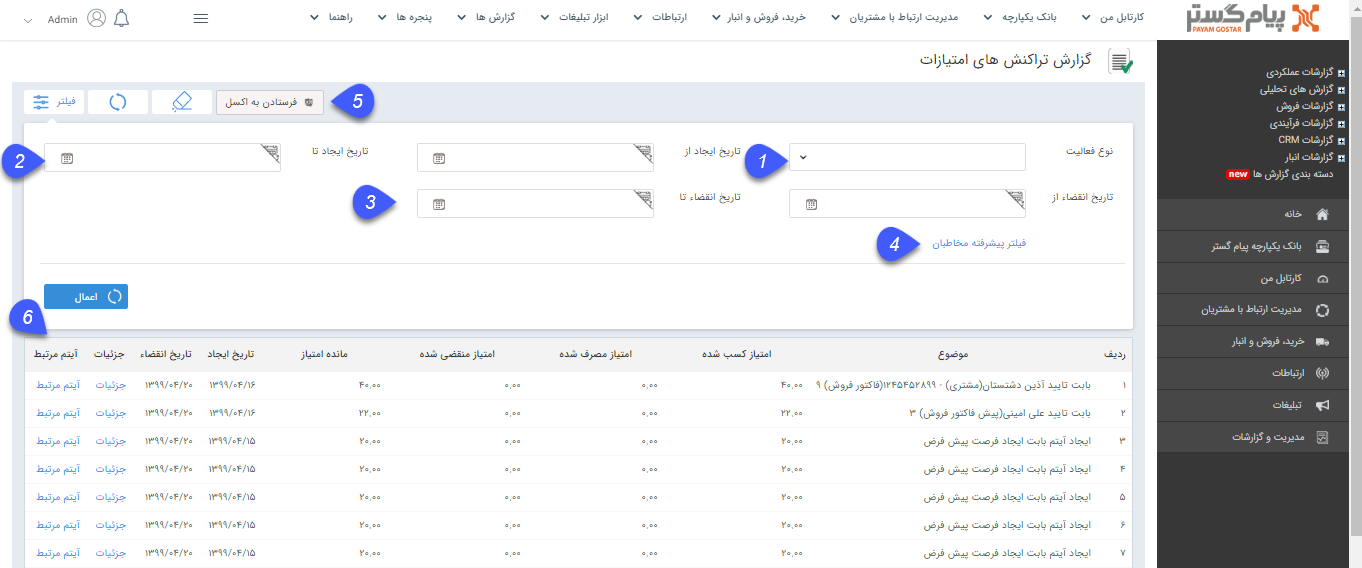 پیام گستر
PAYAM GOSTAR
کارتابل من
بانک یکپارچه
مدیریت ارتباط با مشتریان
خرید، فروش و انبار
ارتباطات
ابزار تبلیغات
گزارش ها
پنجره ها
راهنما
Admin
گزارشات عملکردی
گزارش های تحلیلی
گزارشات فروش
گزارشات فرآیندی
گزارشات CRM
گزارشات انبار
دسته بندی گزارش ها new
خانه
بانک یکپارچه پیام گستر
کارتابل من
مدیریت ارتباط با مشتریان
خرید، فروش و انبار
ارتباطات
تبلیغات
مدیریت و گزارشات
گزارش تراکنش های امتیازات
5 فرستادن به اکسل فیلتر
نوع فعالیت 1 تاریخ ایجاد از تاریخ ایجاد تا 2
تاریخ انقضاء از تاریخ انقضاء تا 3
فیلتر پیشرفته مخاطبان 4
اعمال
6
ردیف موضوع امتیاز کسب شده امتیاز مصرف شده امتیاز منقضی شده مانده امتیاز تاریخ ایجاد تاریخ انقضاء جزئیات آیتم مرتبط
۱ بابت تایید آذین دشتستان(مشتری) - ۱۲۴۵۴۵۲۸۹۹(فاکتور فروش) ۹ ۴۰,۰۰ ۰,۰۰ ۰,۰۰ ۴۰,۰۰ ۱۳۹۹/۰۴/۱۶ ۱۳۹۹/۰۴/۲۰ جزئیات آیتم مرتبط
۲ بابت تایید علی امینی(پیش فاکتور فروش) ۳ ۲۲,۰۰ ۰,۰۰ ۰,۰۰ ۲۲,۰۰ ۱۳۹۹/۰۴/۱۶ ۱۳۹۹/۰۴/۲۰ جزئیات آیتم مرتبط
۳ ایجاد آیتم بابت ایجاد فرصت پیش فرض ۲۰,۰۰ ۰,۰۰ ۰,۰۰ ۲۰,۰۰ ۱۳۹۹/۰۴/۱۵ ۱۳۹۹/۰۴/۲۰ جزئیات آیتم مرتبط
۴ ایجاد آیتم بابت ایجاد فرصت پیش فرض ۲۰,۰۰ ۰,۰۰ ۰,۰۰ ۲۰,۰۰ ۱۳۹۹/۰۴/۱۵ ۱۳۹۹/۰۴/۲۰ جزئیات آیتم مرتبط
۵ ایجاد آیتم بابت ایجاد فرصت پیش فرض ۲۰,۰۰ ۰,۰۰ ۰,۰۰ ۲۰,۰۰ ۱۳۹۹/۰۴/۱۵ ۱۳۹۹/۰۴/۲۰ جزئیات آیتم مرتبط
۶ ایجاد آیتم بابت ایجاد فرصت پیش فرض ۲۰,۰۰ ۰,۰۰ ۰,۰۰ ۲۰,۰۰ ۱۳۹۹/۰۴/۱۵ ۱۳۹۹/۰۴/۲۰ جزئیات آیتم مرتبط
۷ ایجاد آیتم بابت ایجاد فرصت پیش فرض ۲۰,۰۰ ۰,۰۰ ۰,۰۰ ۲۰,۰۰ ۱۳۹۹/۰۴/۱۵ ۱۳۹۹/۰۴/۲۰ جزئیات آیتم مرتبط